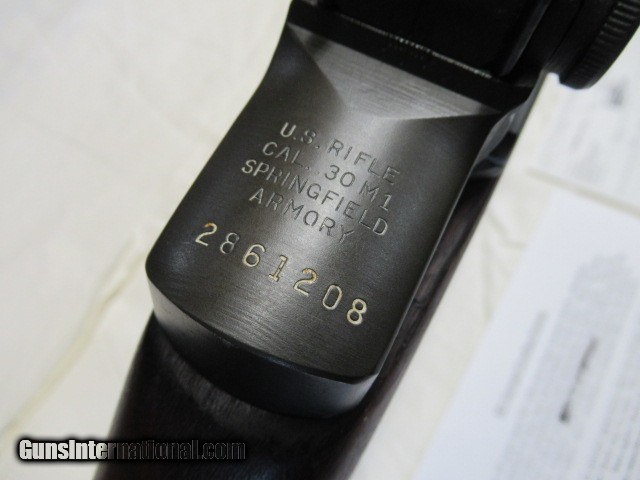 U.S. RIFLE
CAL. .30 M1
SPRINGFIELD
ARMORY
2861208
GunsInternational.com